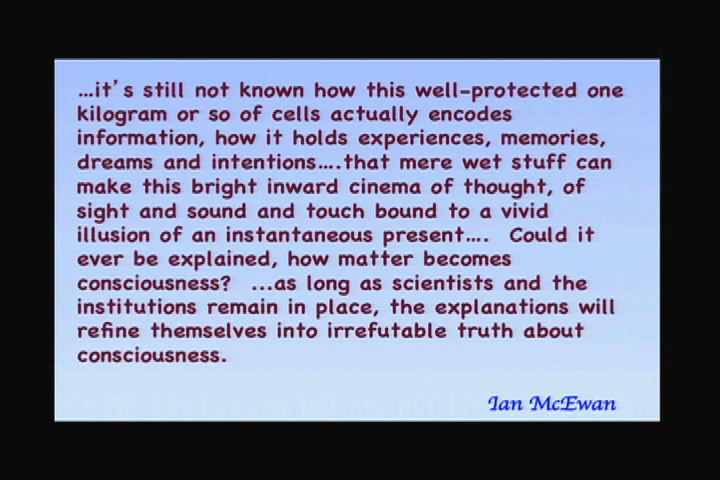 ...it's still not known how this well-protected one
kilogram or so of cells actually encodes
information, how it holds experiences, memories,
dreams and intentions....that mere wet stuff can
make this bright inward cinema of thought, of
sight and sound and touch bound to a vivid
illusion of an instantaneous present.... Could it
ever be explained, how matter becomes
consciousness? ...as long as scientists and the
institutions remain in place, the explanations will
refine themselves into irrefutable truth about
consciousness.
Ian McEwan